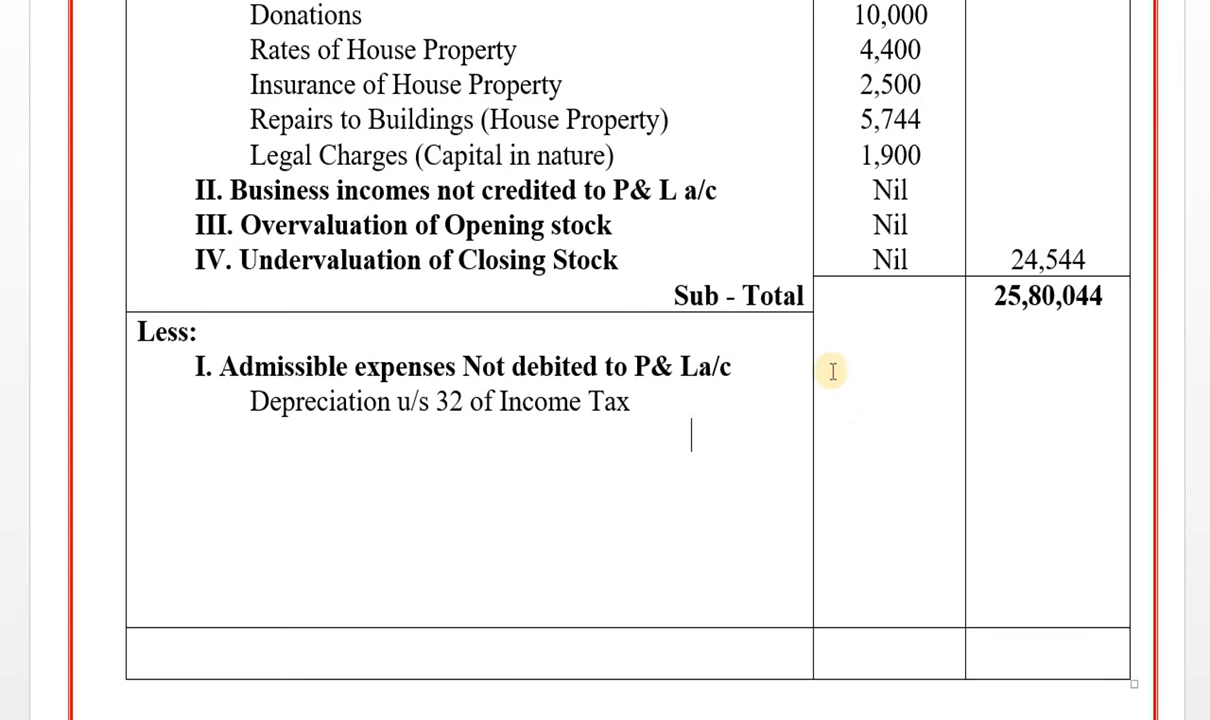 Donations 10,000
Rates of House Property 4,400
Insurance of House Property 2,500
Repairs to Buildings (House Property) 5,744
Legal Charges (Capital in nature) 1,900
II. Business incomes not credited to P& L a/c Nil
III. Overvaluation of Opening stock Nil
IV. Undervaluation of Closing Stock Nil 24,544
Sub - Total 25,80,044
Less:
I. Admissible expenses Not debited to P& La/c
Depreciation u/s 32 of Income Tax